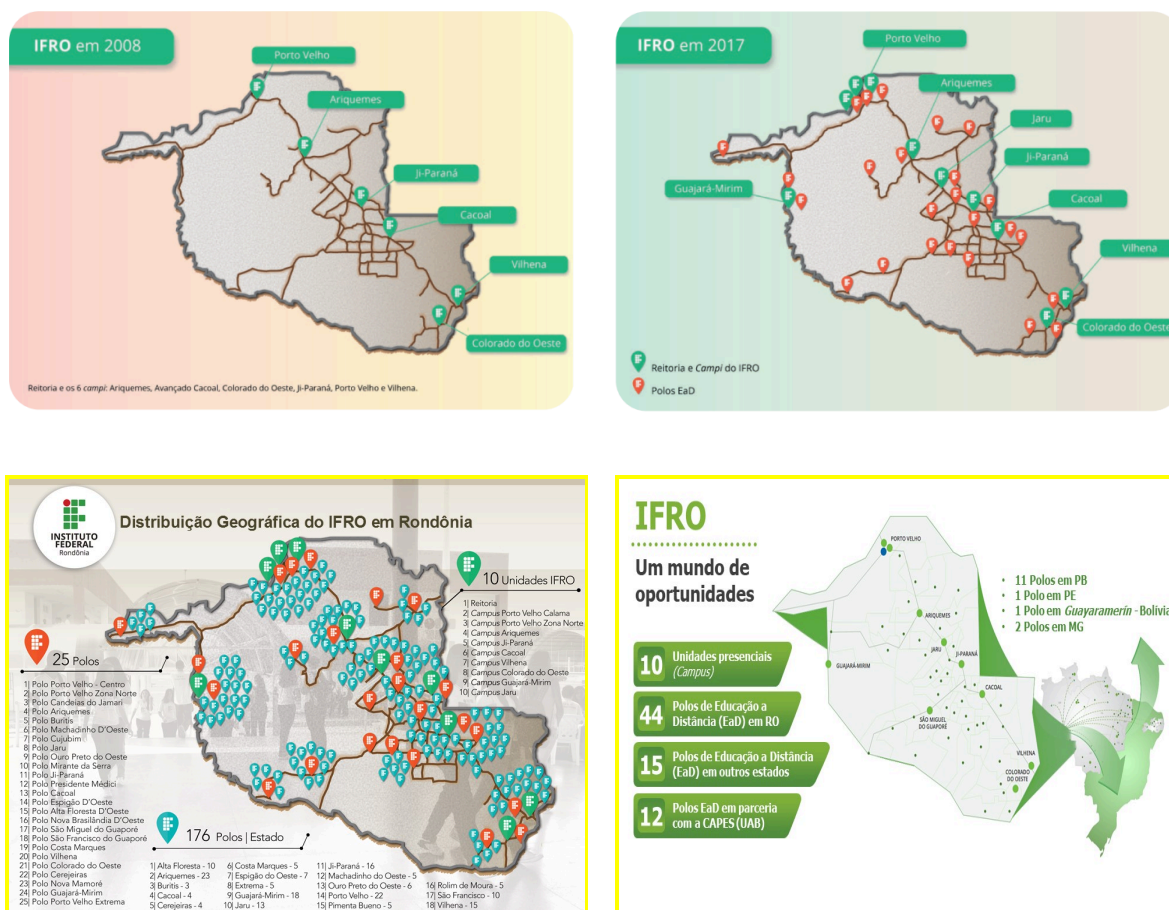 IFRO em 2008
Porto Velho
Ariquemes
Ji-Paraná
Cacoal
Vilhena
Colorado do Oeste
Reitoria e os 6 campi: Ariquemes, Avançado Cacoal, Colorado do Oeste, Ji-Paraná, Porto Velho e Vilhena.
IFRO em 2017
Porto Velho
Ariquemes
Jaru
Ji-Paraná
Guajará-Mirim
Cacoal
Vilhena
Colorado do Oeste
Reitoria e Campi do IFRO
Polos EaD
INSTITUTO
FEDERAL
Rondônia
Distribuição Geográfica do IFRO em Rondônia
10 Unidades IFRO
1| Reitoria
2| Campus Porto Velho Calama
3| Campus Porto Velho Zona Norte
4| Campus Ariquemes
5| Campus Ji-Paraná
6| Campus Cacoal
7| Campus Vilhena
8| Campus Colorado do Oeste
9| Campus Guajará-Mirim
10| Campus Jaru
25 Polos
1| Polo Porto Velho - Centro
2| Polo Porto Velho Zona Norte
3| Polo Candeias do Jamari
4| Polo Ariquemes
5| Polo Buritis
6| Polo Machadinho D'Oeste
7| Polo Cujubim
8| Polo Jaru
9| Polo Ouro Preto do Oeste
10| Polo Mirante da Serra
11| Polo Ji-Paraná
12| Polo Presidente Médici
13| Polo Cacoal
14| Polo Espigão D'Oeste
15| Polo Alta Floresta D'Oeste
16| Polo Nova Brasilândia D'Oeste
17| Polo São Miguel do Guaporé
18| Polo São Francisco do Guaporé
19| Polo Costa Marques
20| Polo Vilhena
21| Polo Colorado do Oeste
22| Polo Cerejeiras
23| Polo Nova Mamoré
24| Polo Guajará-Mirim
25| Polo Porto Velho Extrema
176 Polos | Estado
1| Alta Floresta - 10
2| Ariquemes - 23
3| Buritis - 3
4| Cacoal - 4
5| Cerejeiras - 4
6| Costa Marques - 5
7| Espigão do Oeste - 7
8| Extrema - 5
9| Guajará-Mirim - 18
10| Jaru - 13
11| Ji-Paraná - 16
12| Machadinho do Oeste - 5
13| Ouro Preto do Oeste - 6
14| Porto Velho - 22
15| Pimenta Bueno - 5
16| Rolim de Moura - 5
17| São Francisco - 10
18| Vilhena - 15
IFRO
Um mundo de
oportunidades
10 Unidades presenciais
(Campus)
44 Polos de Educação a
Distância (EaD) em RO
15 Polos de Educação a Distância
(EaD) em outros estados
12 Polos EaD em parceria
com a CAPES (UAB)
PORTO VELHO
ARIQUEMES
JARU
JI-PARANÁ
GUAJARÁ-MIRIM
CACOAL
SÃO MIGUEL
DO GUAPORÉ
VILHENA
COLORADO
DO OESTE
• 11 Polos em PB
• 1 Polo em PE
• 1 Polo em Guayaramerín - Bolivia
• 2 Polos em MG